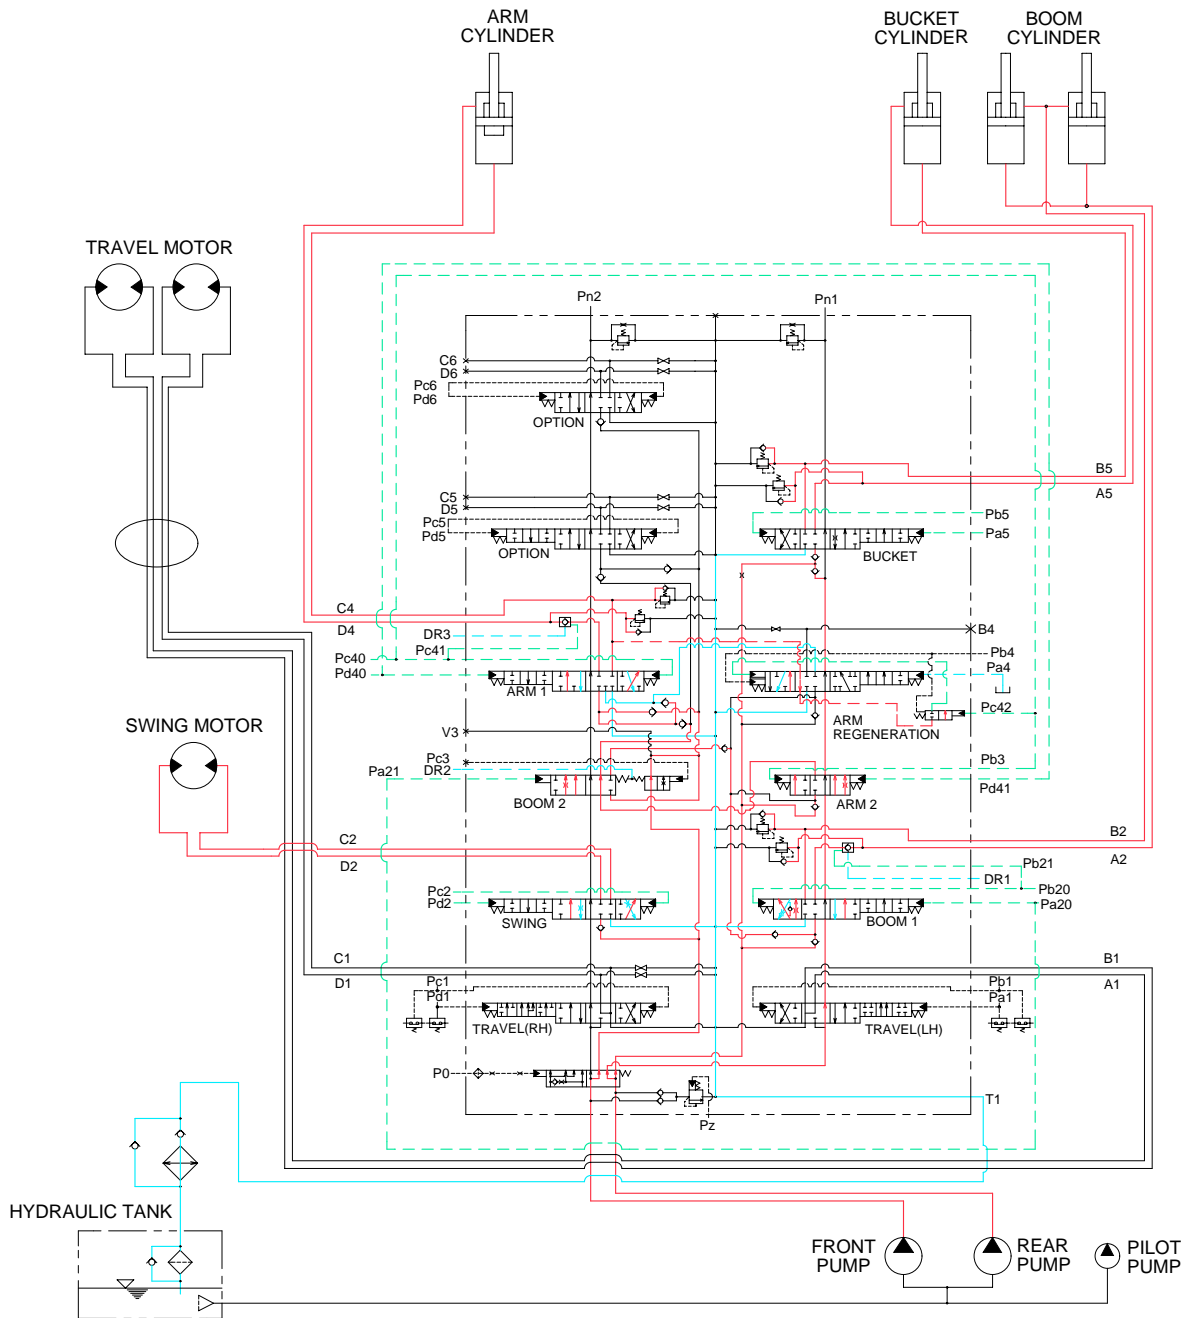 ARM
CYLINDER
BUCKET
CYLINDER
BOOM
CYLINDER
TRAVEL MOTOR
Pn2
Pn1
C6
D6
Pc6
Pd6
OPTION
B5
A5
C5
D5
Pc5
Pd5
OPTION
Pb5
Pa5
BUCKET
C4
D4
DR3
Pc41
Pc40
Pd40
ARM 1
B4
Pb4
Pa4
Pc42
ARM
REGENERATION
SWING MOTOR
V3
Pc3
DR2
Pa21
BOOM 2
Pb3
Pd41
ARM 2
C2
D2
B2
A2
Pb21
DR1
Pc2
Pd2
SWING
Pb20
Pa20
BOOM 1
C1
D1
B1
A1
Pc1
Pd1
TRAVEL(RH)
Pb1
Pa1
TRAVEL(LH)
P0
Pz
T1
HYDRAULIC TANK
FRONT
PUMP
REAR
PUMP
PILOT
PUMP